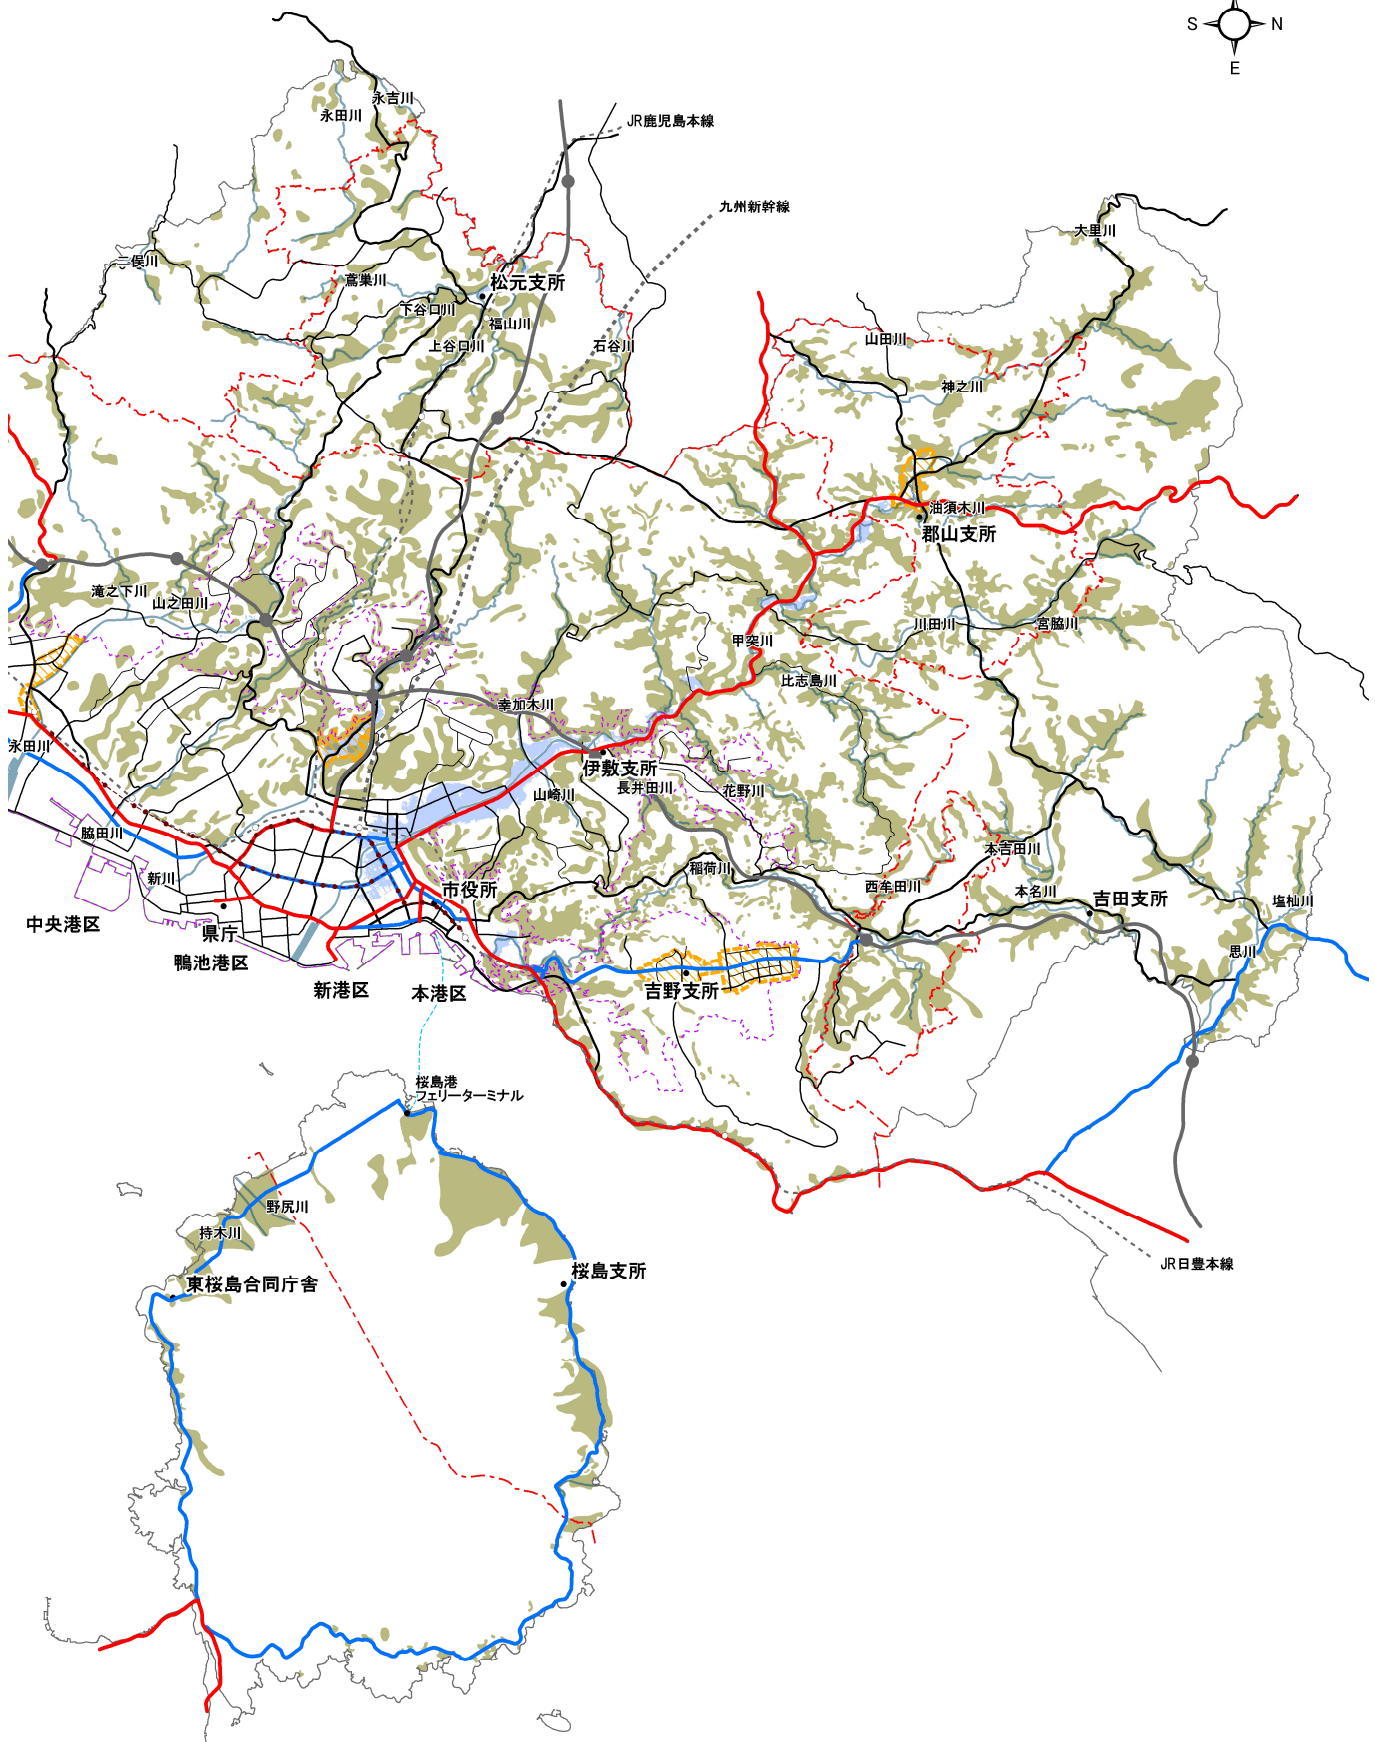 S
N
E
永吉川
永田川
JR鹿児島本線
九州新幹線
大里川
二俣川
鳶巣川
松元支所
下谷口川
福山川
上谷口川
石谷川
山田川
神之川
油須木川
郡山支所
滝之下川
山之田川
甲突川
川田川
宮脇川
比志島川
幸加木川
永田川
伊敷支所
山崎川
長井田川
花野川
脇田川
新川
市役所
稲荷川
西牟田川
本吉田川
本名川
吉田支所
塩杣川
中央港区
県庁
鴨池港区
新港区
本港区
吉野支所
思川
桜島港
フェリーターミナル
野尻川
持木川
東桜島合同庁舎
桜島支所
JR日豊本線